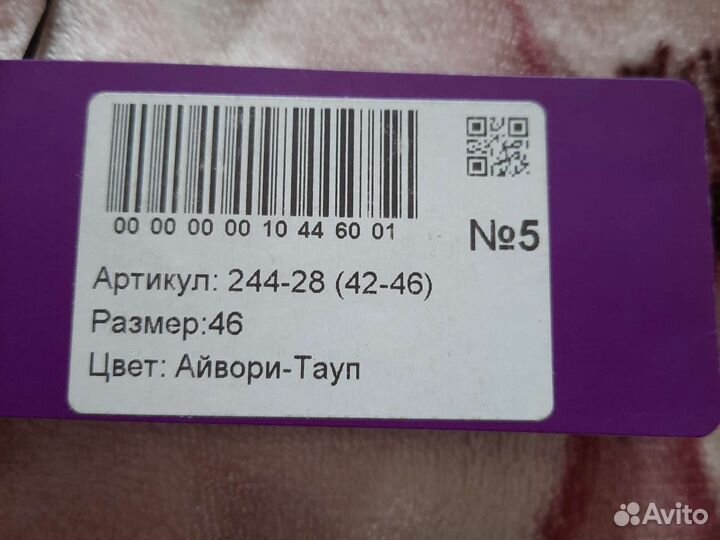 00 00 00 00 10 44 60 01
№5
Артикул: 244-28 (42-46)
Размер:46
Цвет: Айвори-Тауп
Avito